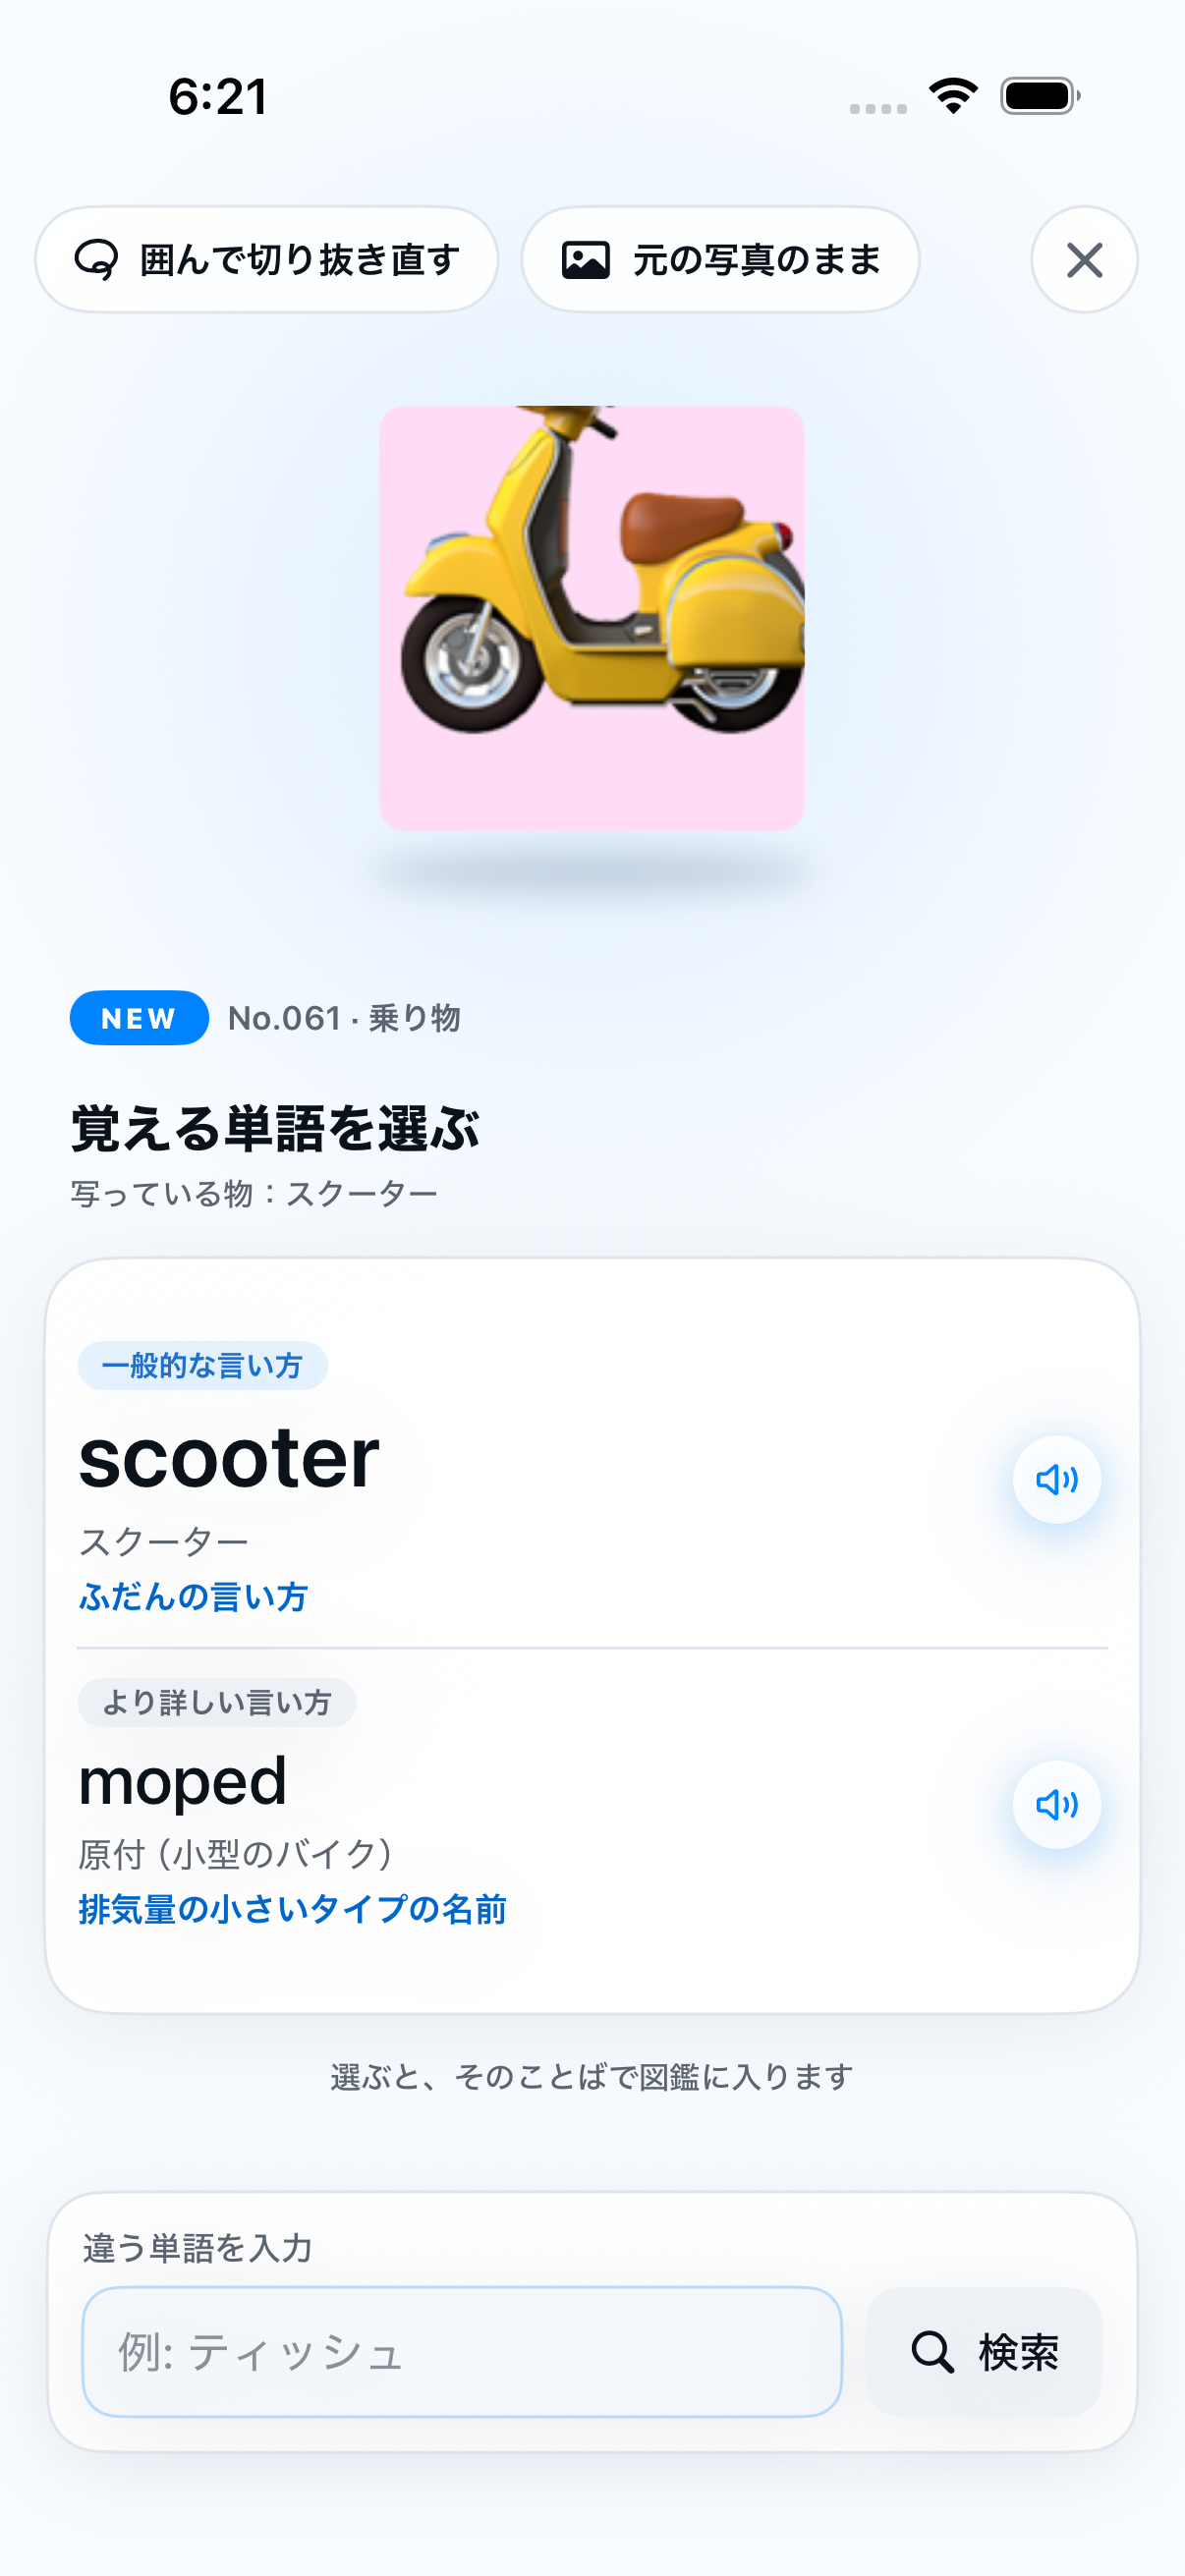 6:21
囲んで切り抜き直す
元の写真のまま
NEW No.061 · 乗り物
覚える単語を選ぶ
写っている物：スクーター
一般的な言い方
scooter
スクーター
ふだんの言い方
より詳しい言い方
moped
原付（小型のバイク）
排気量の小さいタイプの名前
選ぶと、そのことばで図鑑に入ります
違う単語を入力
例: ティッシュ
検索